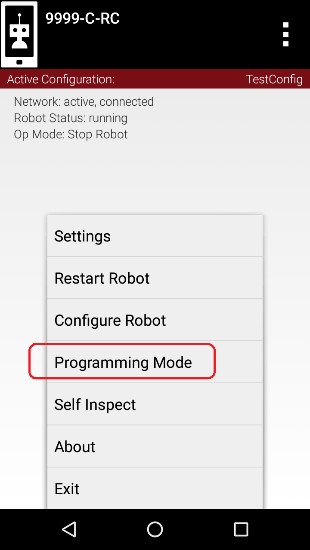 9999-C-RC
Active Configuration: TestConfig
Network: active, connected
Robot Status: running
Op Mode: Stop Robot
Settings
Restart Robot
Configure Robot
Programming Mode
Self Inspect
About
Exit